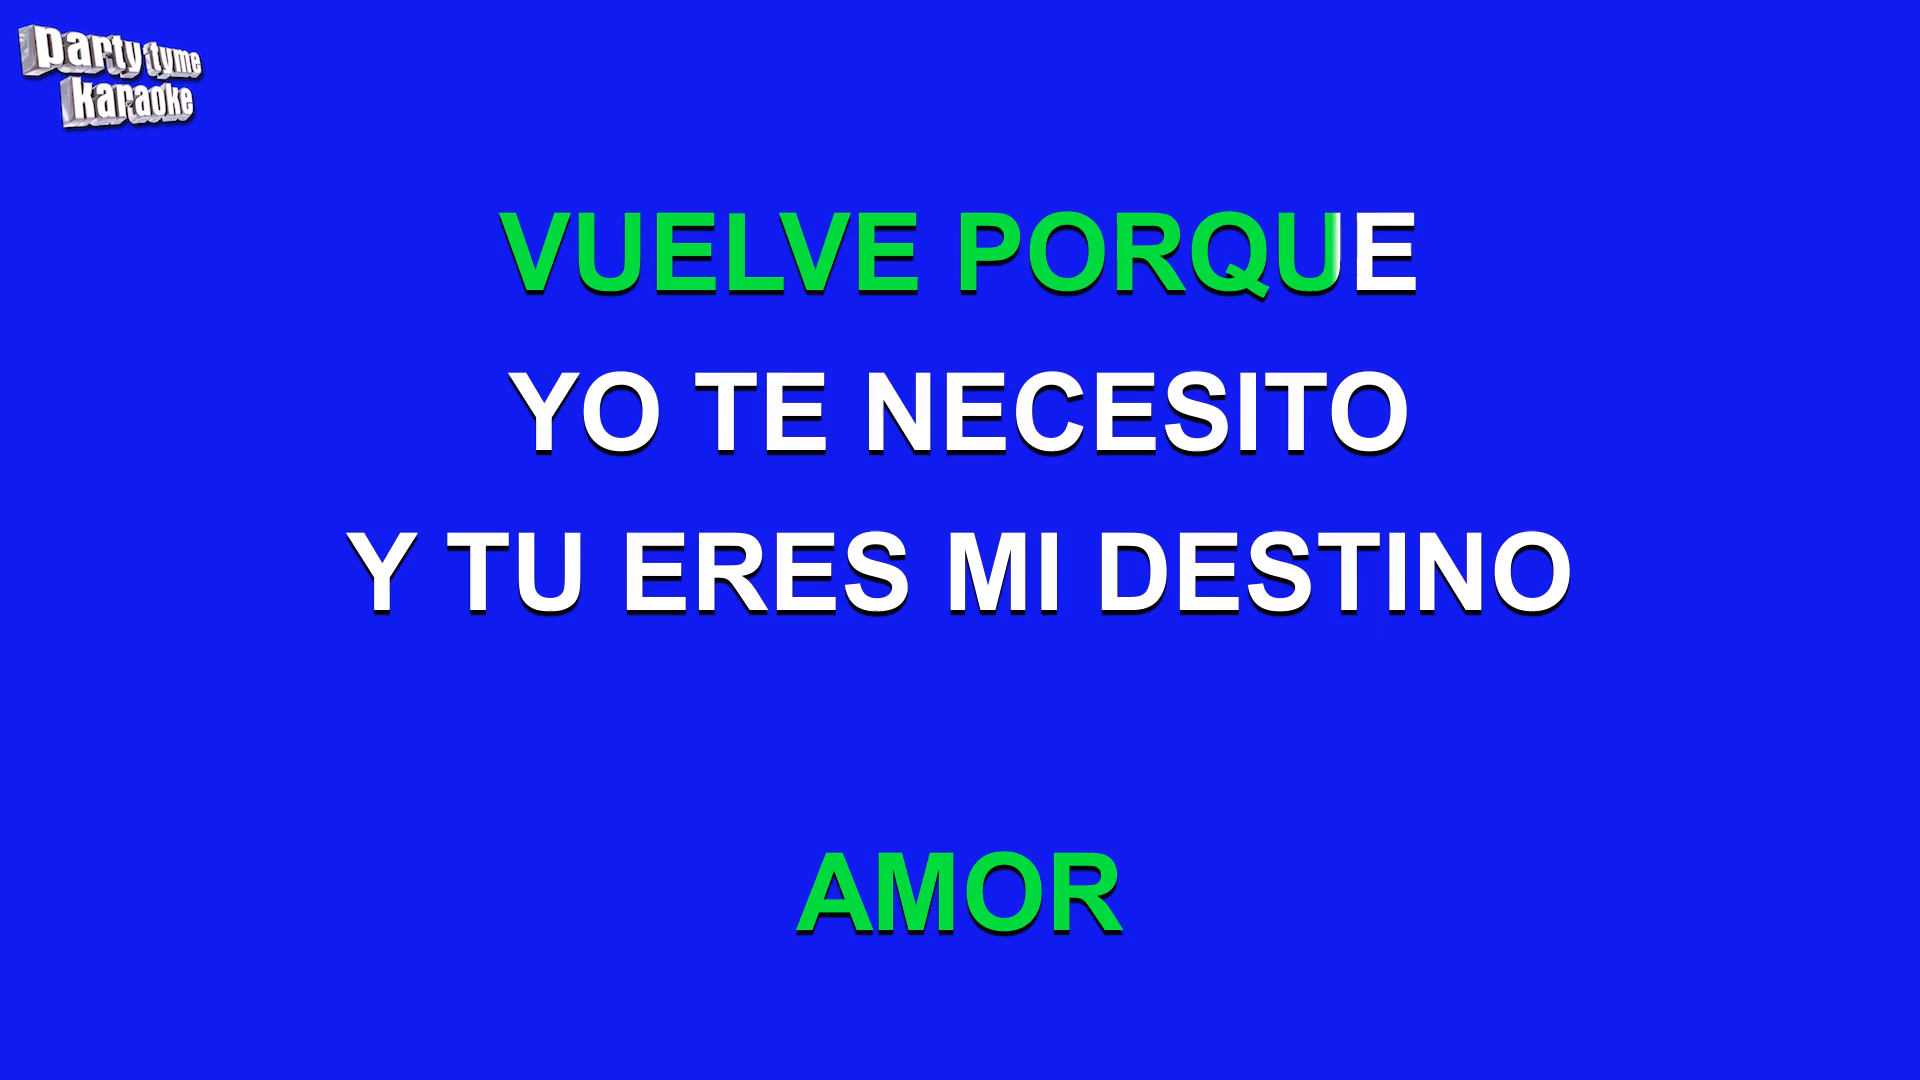 party tyme
karaoke
VUELVE PORQUE
YO TE NECESITO
Y TU ERES MI DESTINO
AMOR